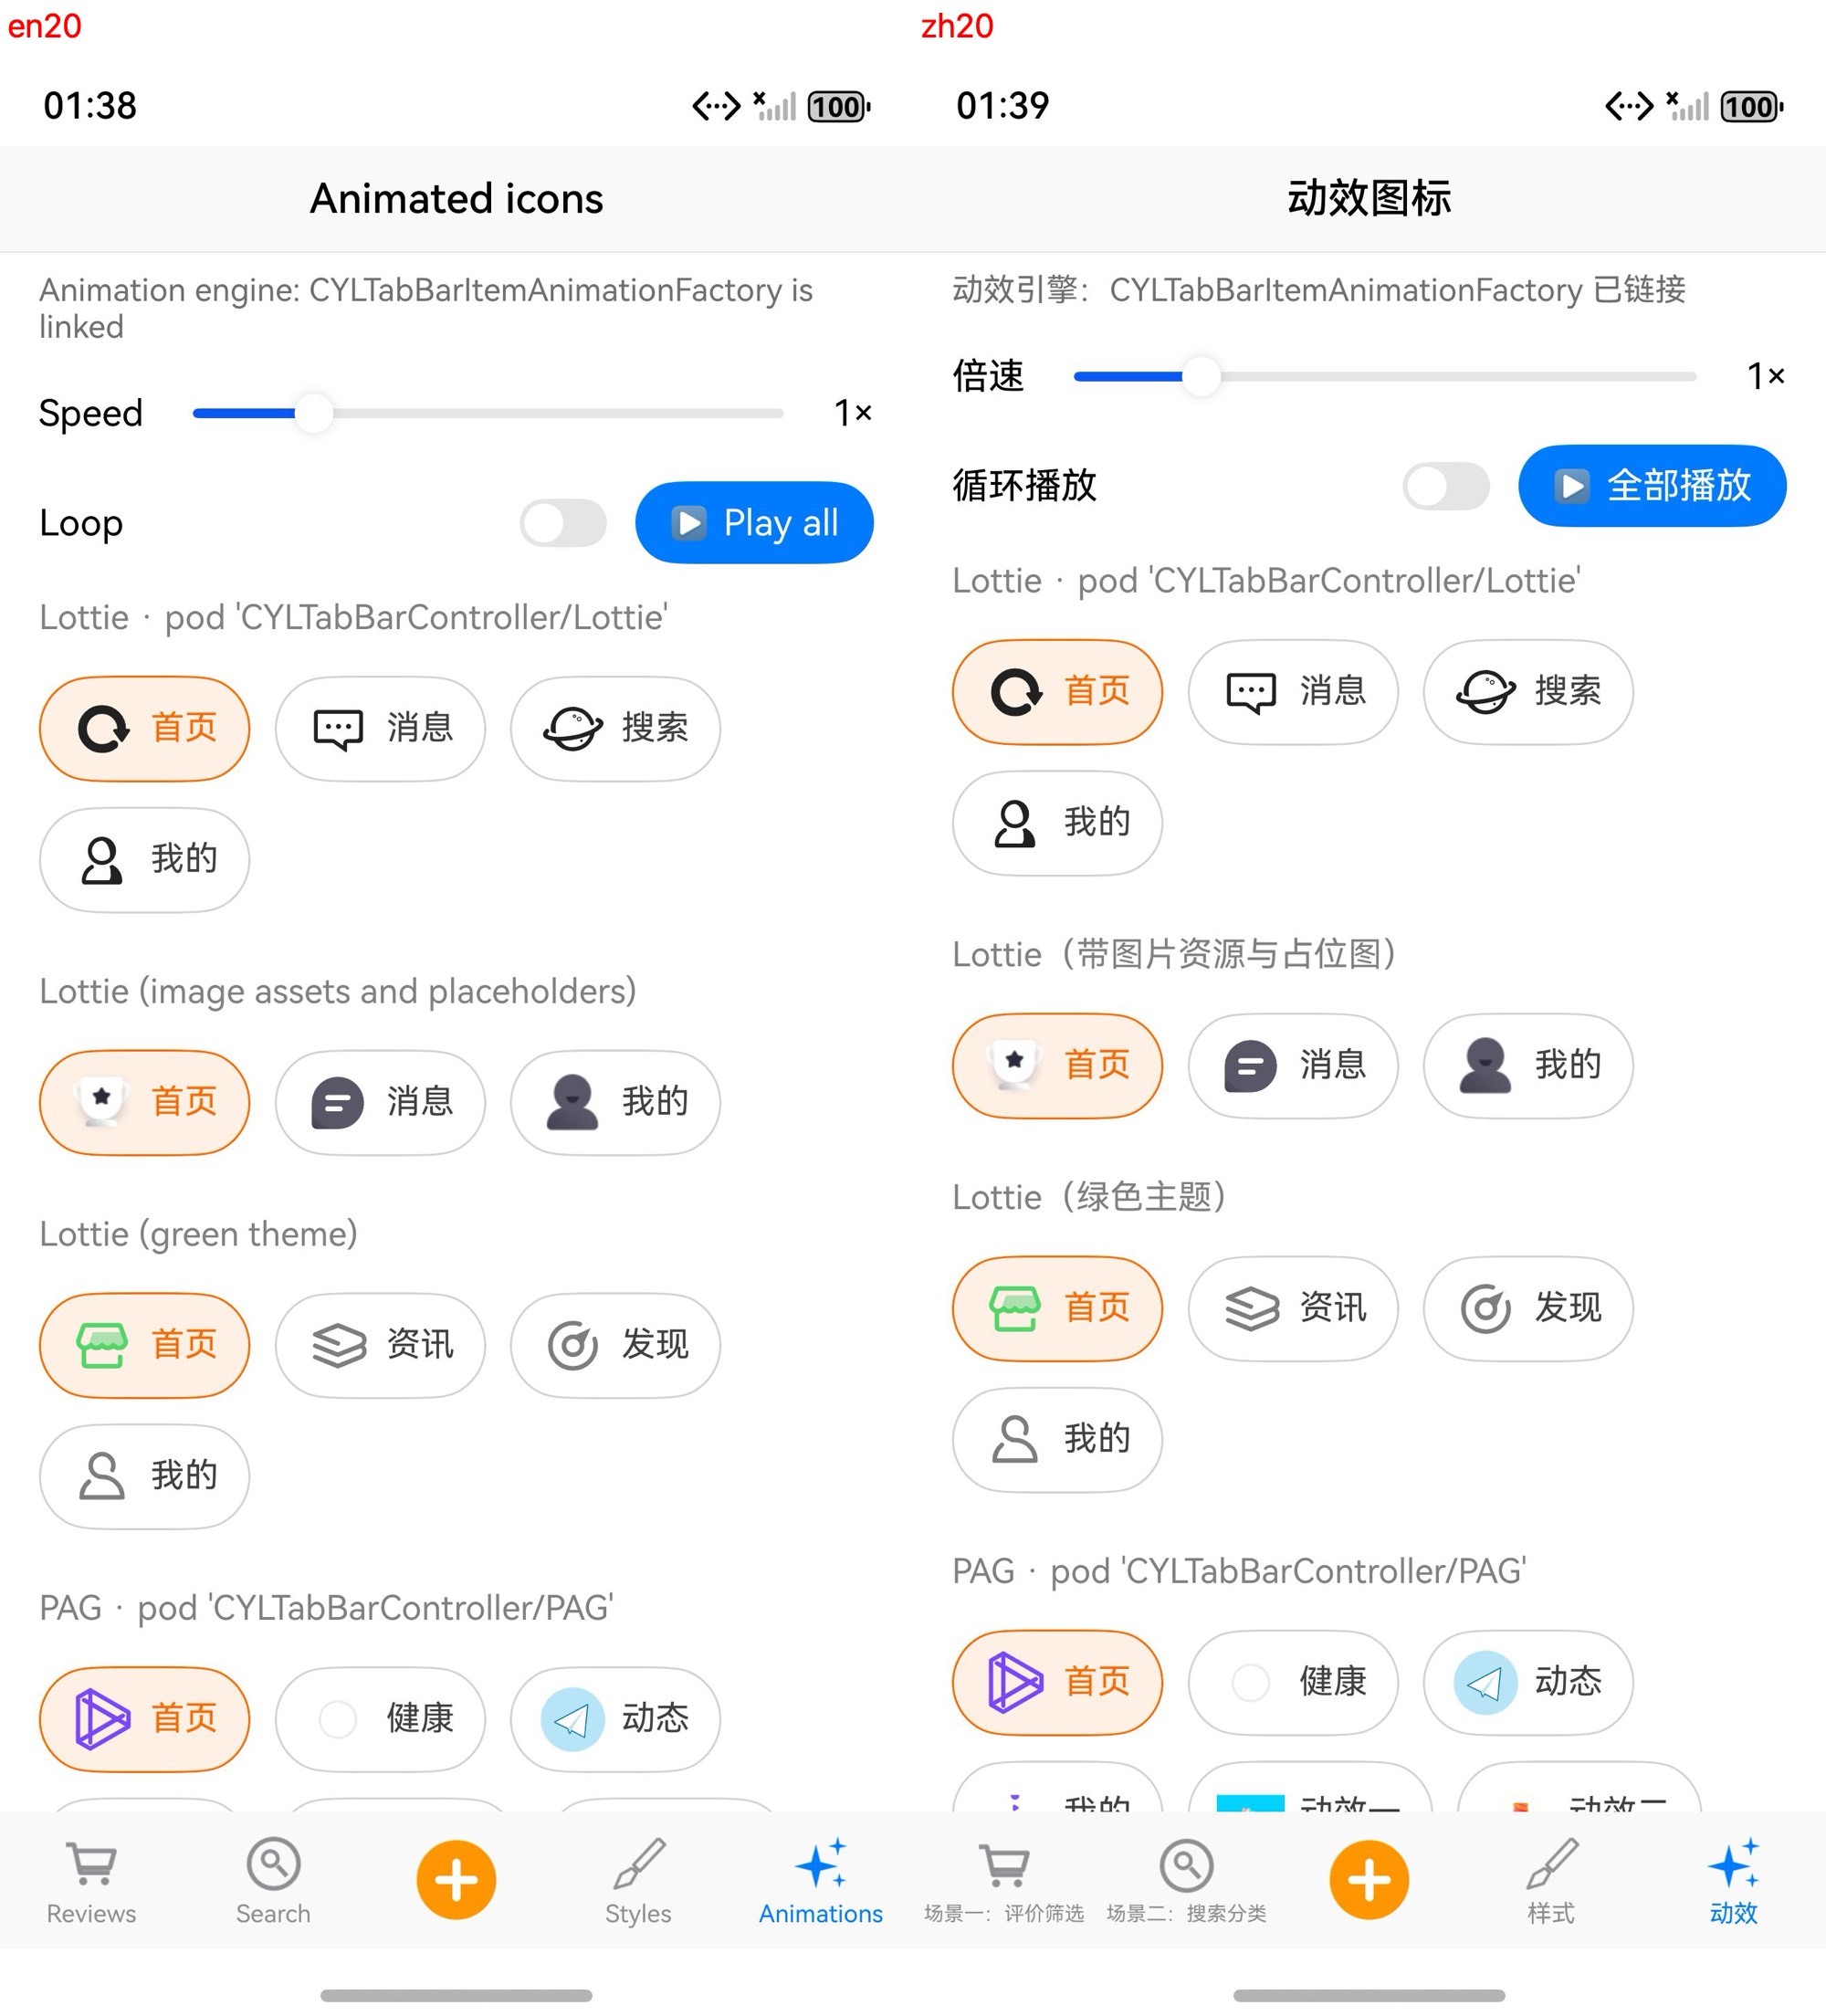 en20
01:38
100
Animated icons
Animation engine: CYLTabBarItemAnimationFactory is
linked
Speed
1×
Loop
Play all
Lottie · pod 'CYLTabBarController/Lottie'
首页
消息
搜索
我的
Lottie (image assets and placeholders)
首页
消息
我的
Lottie (green theme)
首页
资讯
发现
我的
PAG · pod 'CYLTabBarController/PAG'
首页
健康
动态
Reviews
Search
Styles
Animations
zh20
01:39
100
动效图标
动效引擎：CYLTabBarItemAnimationFactory 已链接
倍速
1×
循环播放
全部播放
Lottie · pod 'CYLTabBarController/Lottie'
首页
消息
搜索
我的
Lottie（带图片资源与占位图）
首页
消息
我的
Lottie（绿色主题）
首页
资讯
发现
我的
PAG · pod 'CYLTabBarController/PAG'
首页
健康
动态
我的
动效一
动效二
场景一：评价筛选
场景二：搜索分类
样式
动效